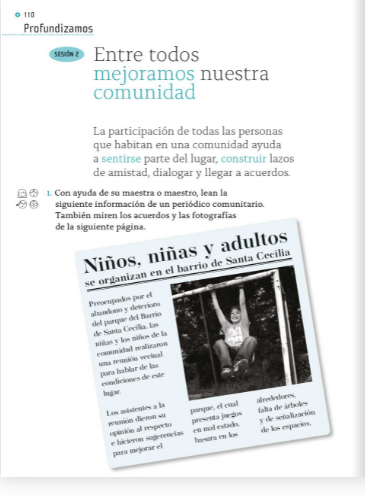 110
Profundizamos
SESIÓN 2
Entre todos
mejoramos nuestra
comunidad
La participación de todas las personas
que habitan en una comunidad ayuda
a sentirse parte del lugar, construir lazos
de amistad, dialogar y llegar a acuerdos.
1. Con ayuda de su maestra o maestro, lean la
siguiente información de un periódico comunitario.
También miren los acuerdos y las fotografías
de la siguiente página.
Niños, niñas y adultos
se organizan en el barrio de Santa Cecilia
Preocupados por el
abandono y deterioro
del parque del Barrio
de Santa Cecilia, las
niñas y los niños de la
comunidad realizaron
una reunión vecinal
para hablar de las
condiciones de este
lugar.
Los asistentes a la
reunión dieron su
opinión al respecto
e hicieron sugerencias
para mejorar el
parque, el cual
presenta juegos
en mal estado,
basura en los
alrededores,
falta de árboles
y de señalización
de los espacios.